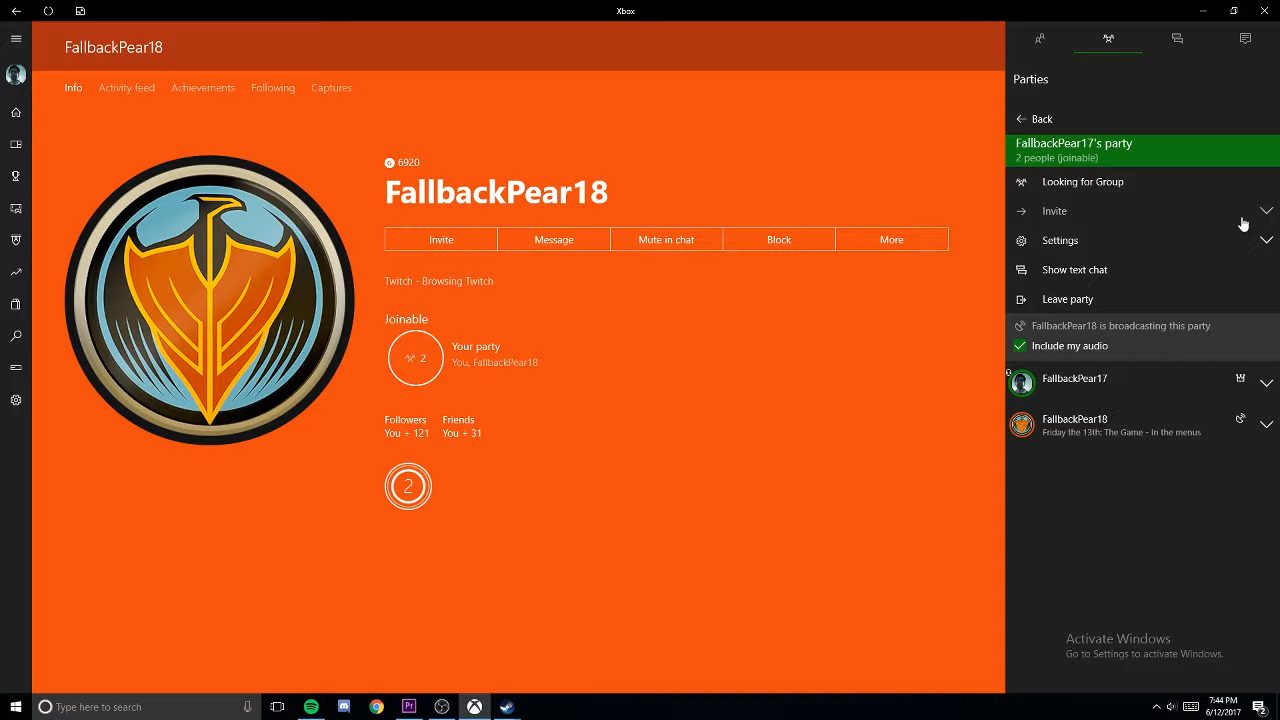 Xbox
FallbackPear18
Info Activity feed Achievements Following Captures
6920
FallbackPear18
Invite Message Mute in chat Block More
Twitch - Browsing Twitch
Joinable
2
Your party
You, FallbackPear18
Followers Friends
You + 121 You + 31
2
Parties
Back
FallbackPear17's party
2 people (joinable)
Looking for Group
Invite
Settings
Show text chat
Leave party
FallbackPear18 is broadcasting this party
Include my audio
FallbackPear17
FallbackPear18
Friday the 13th: The Game - In the menus
Activate Windows
Go to Settings to activate Windows.
Type here to search
Pr
7:44 PM
6/12/2017
2